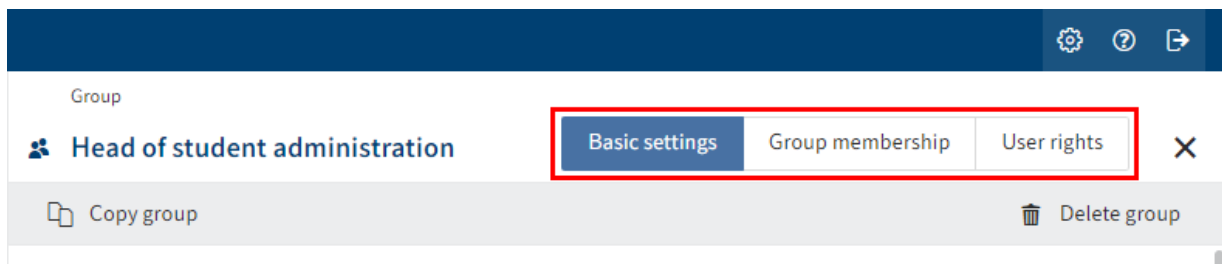 Group
Head of student administration
Basic settings
Group membership
User rights
Copy group
Delete group